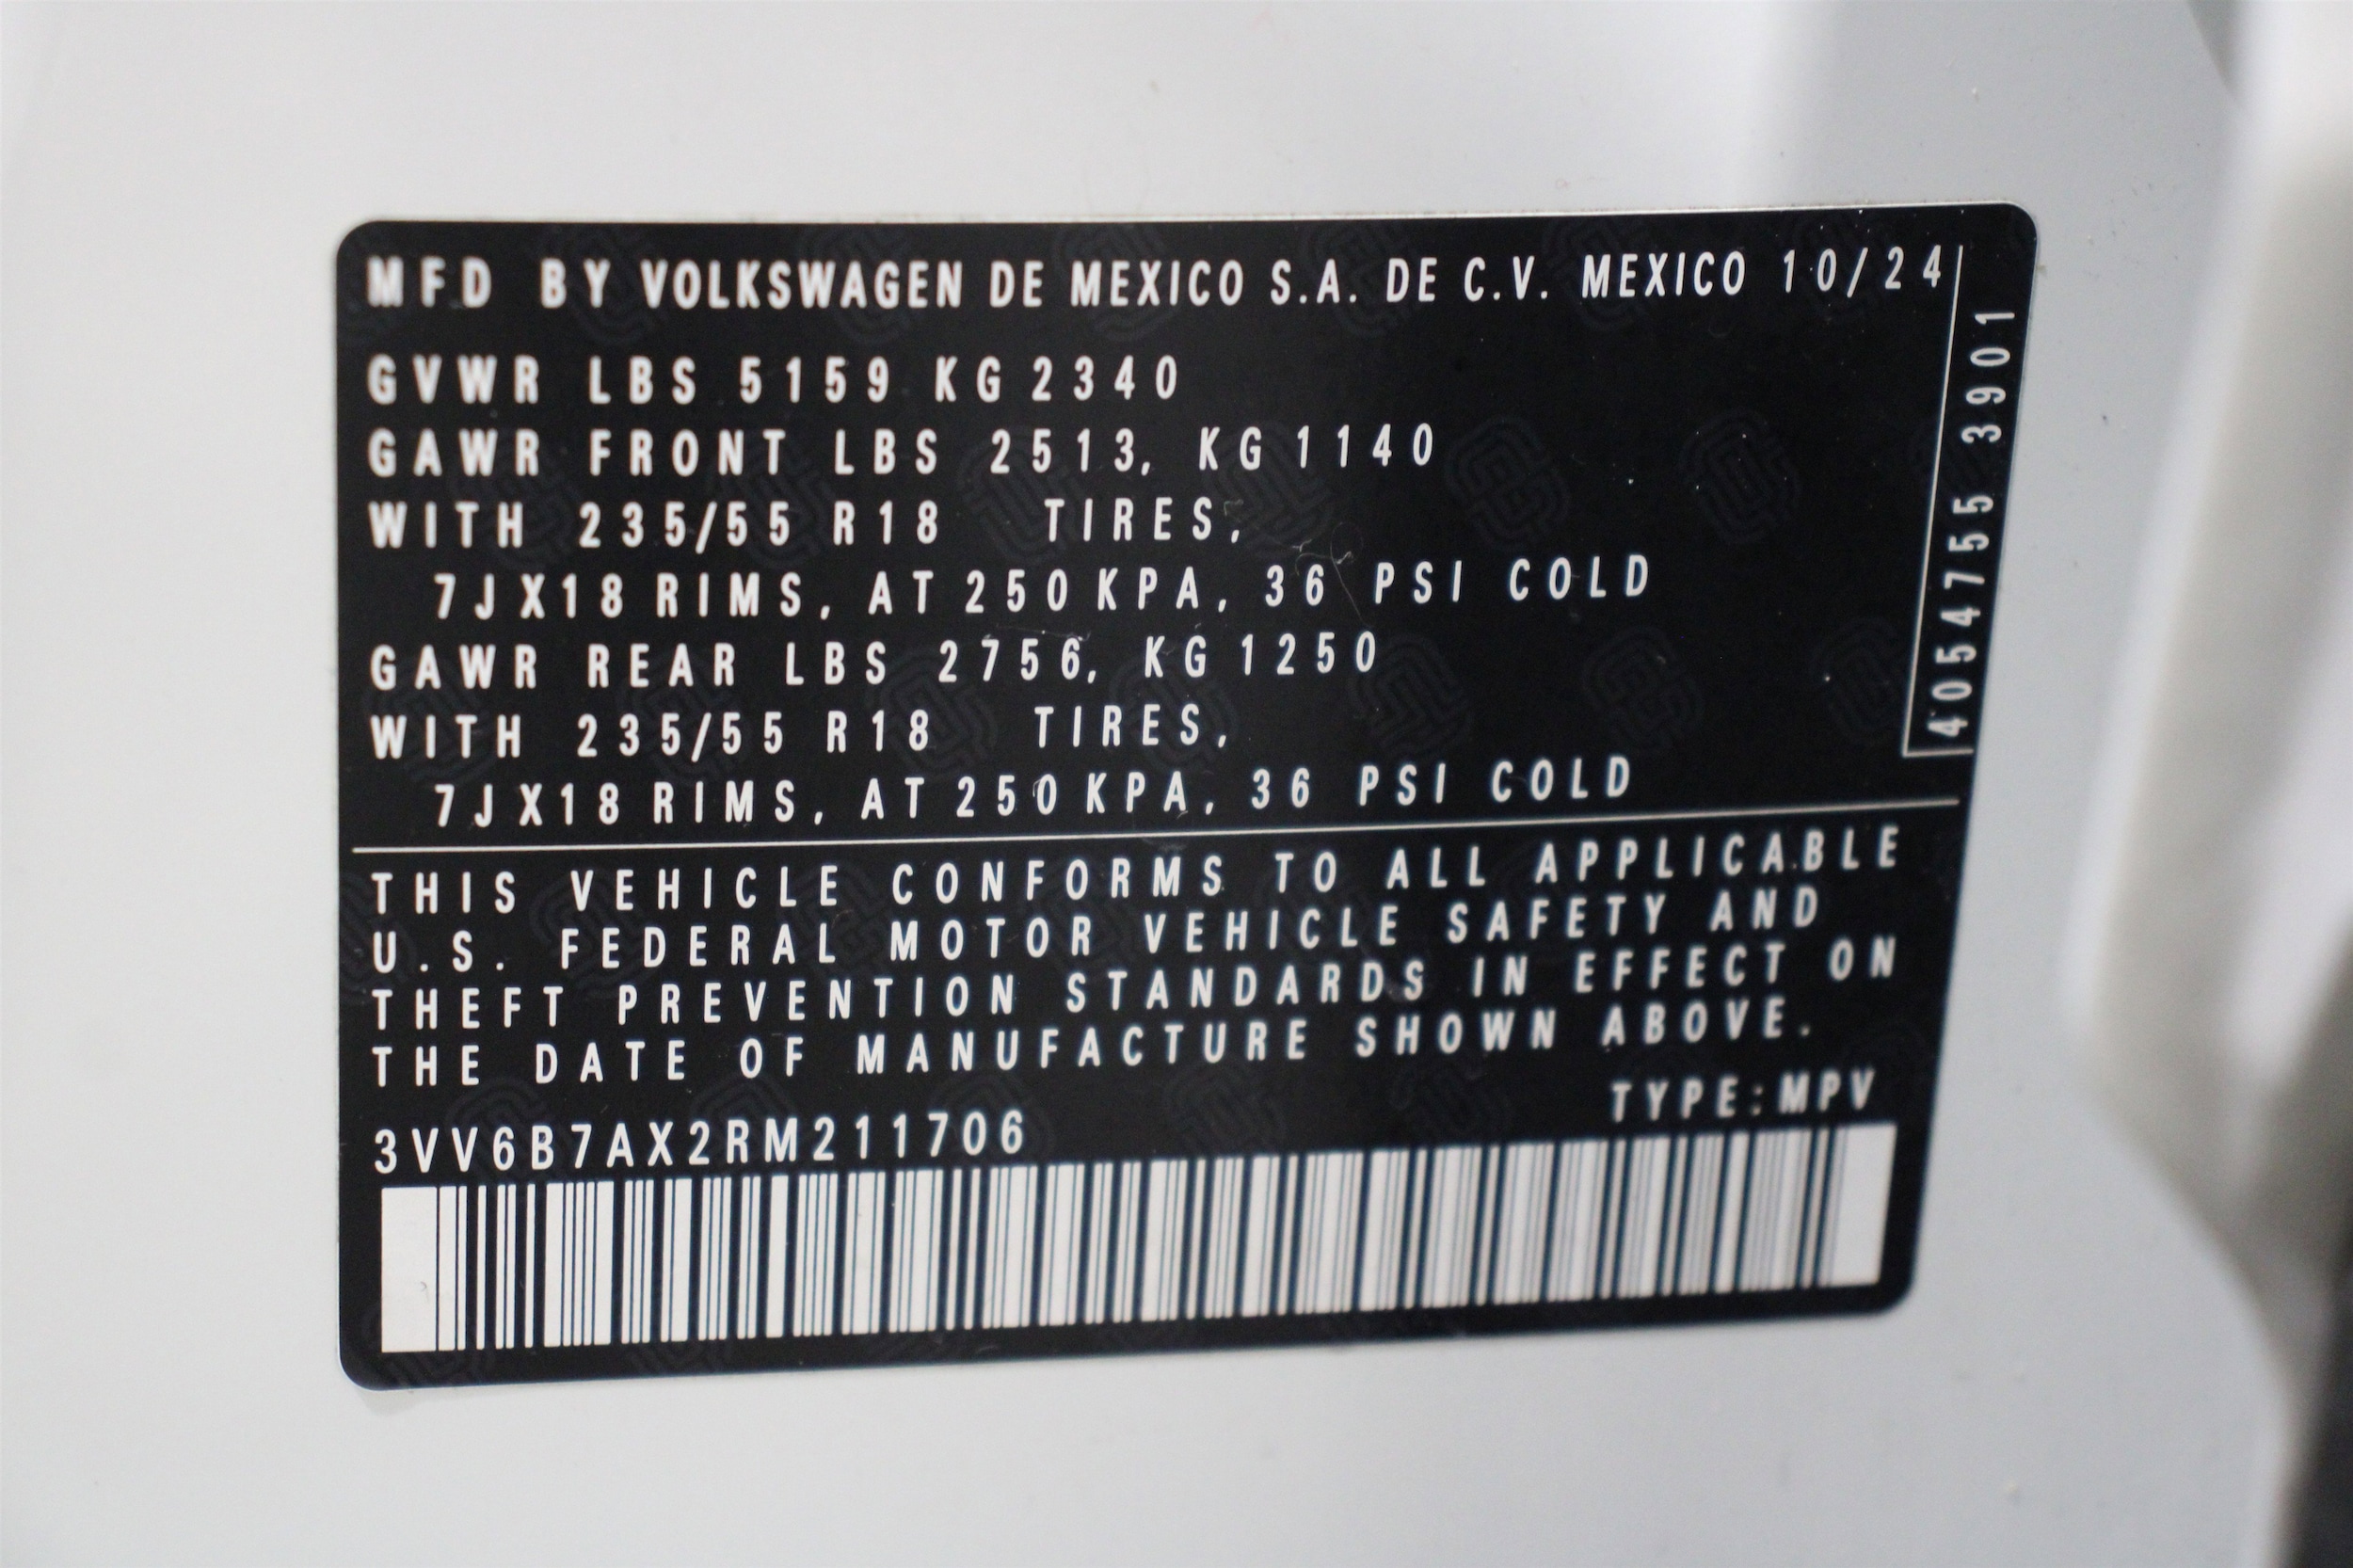 MFD BY VOLKSWAGEN DE MEXICO S.A. DE C.V. MEXICO 10/24
GVWR LBS 5159 KG 2340
GAWR FRONT LBS 2513, KG 1140
WITH 235/55 R18 TIRES,
7JX18 RIMS, AT 250 KPA, 36 PSI COLD
GAWR REAR LBS 2756, KG 1250
WITH 235/55 R18 TIRES,
7JX18 RIMS, AT 250 KPA, 36 PSI COLD
4054755 3901
THIS VEHICLE CONFORMS TO ALL APPLICABLE
U.S. FEDERAL MOTOR VEHICLE SAFETY AND
THEFT PREVENTION STANDARDS IN EFFECT ON
THE DATE OF MANUFACTURE SHOWN ABOVE.
TYPE:MPV
3VV6B7AX2RM211706